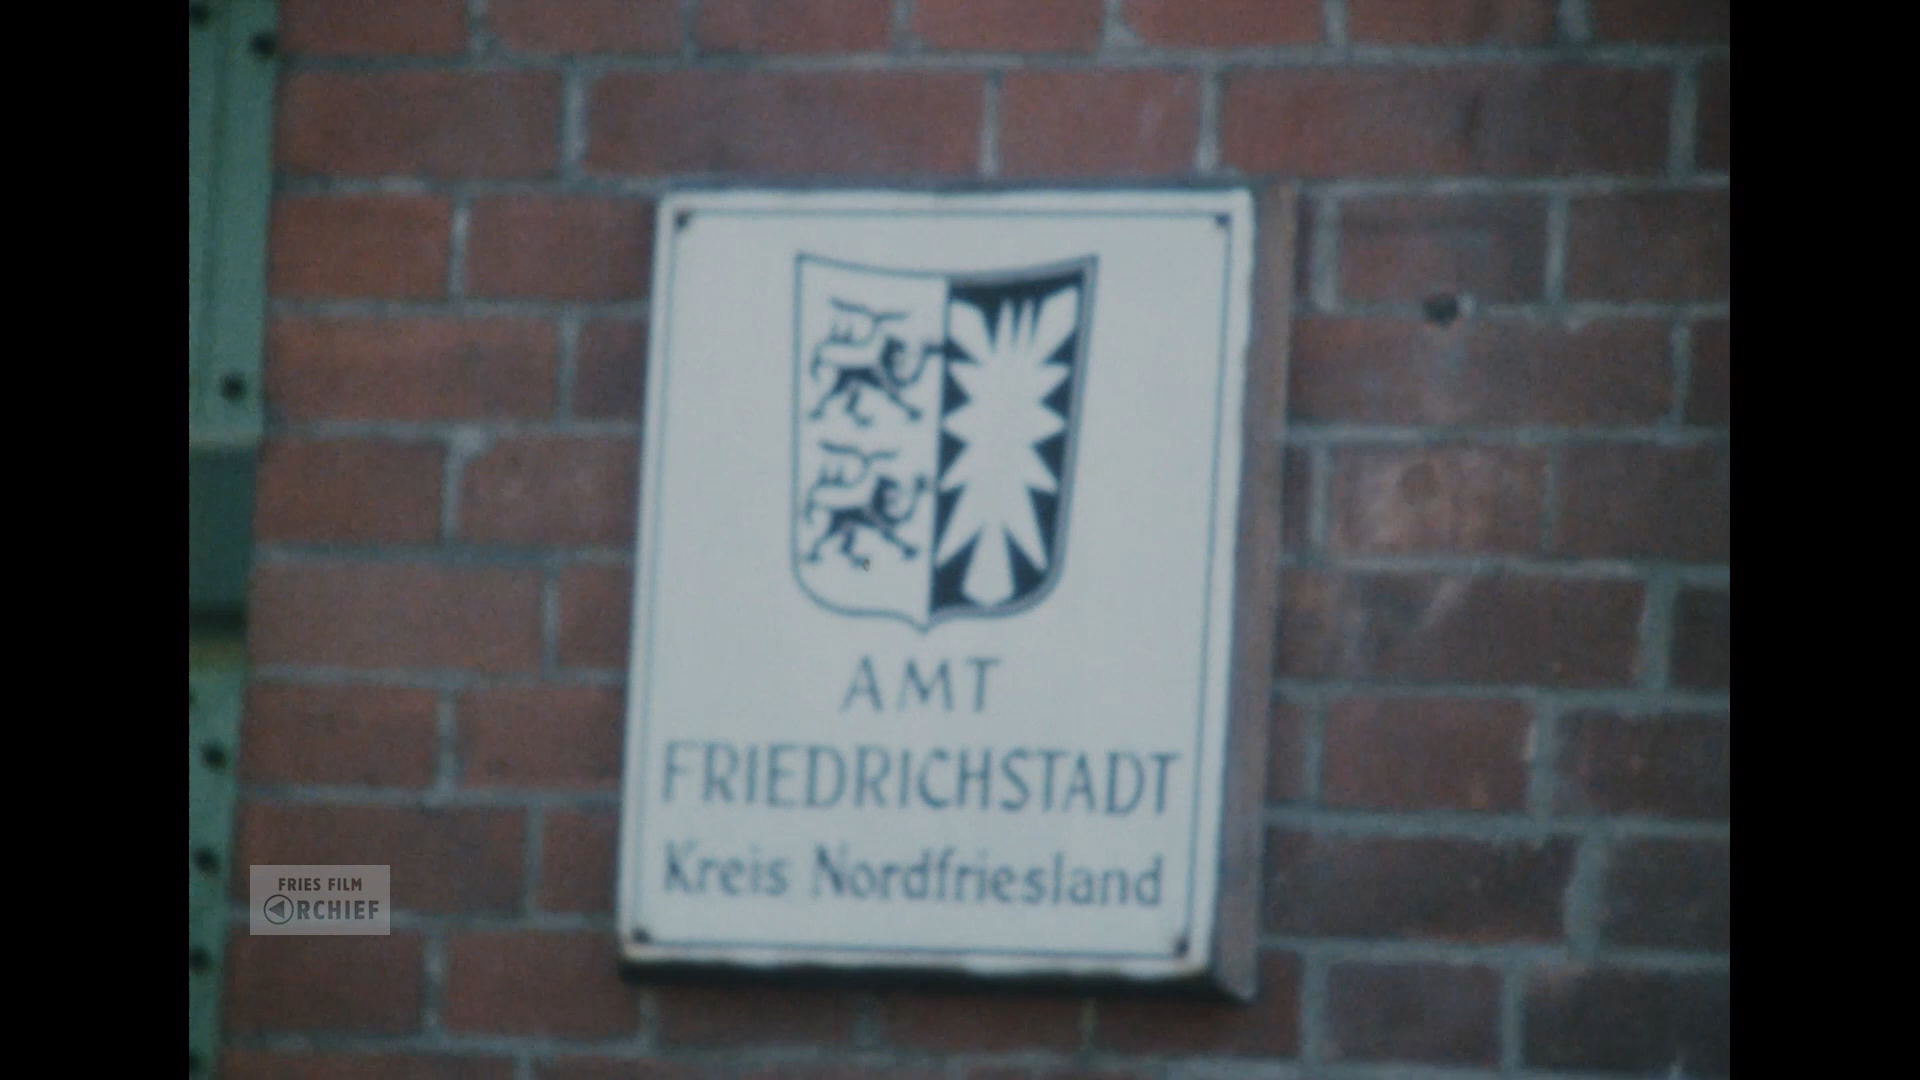 AMT
FRIEDRICHSTADT
Kreis Nordfriesland
FRIES FILM
ARCHIEF